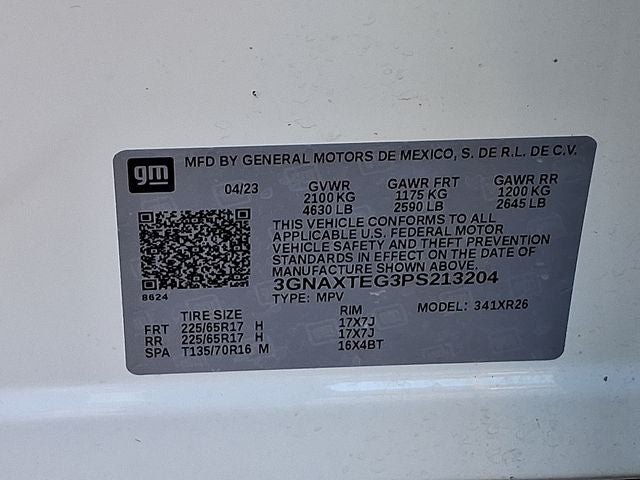 gm
MFD BY GENERAL MOTORS DE MEXICO, S. DE R.L. DE C.V.
04/23 GVWR GAWR FRT GAWR RR
2100 KG 1175 KG 1200 KG
4630 LB 2590 LB 2645 LB
THIS VEHICLE CONFORMS TO ALL
APPLICABLE U.S. FEDERAL MOTOR
VEHICLE SAFETY AND THEFT PREVENTION
STANDARDS IN EFFECT ON THE DATE OF
MANUFACTURE SHOWN ABOVE.
3GNAXTEG3PS213204
8624
TYPE: MPV MODEL: 341XR26
TIRE SIZE RIM
FRT 225/65R17 H 17X7J
RR 225/65R17 H 17X7J
SPA T135/70R16 M 16X4BT